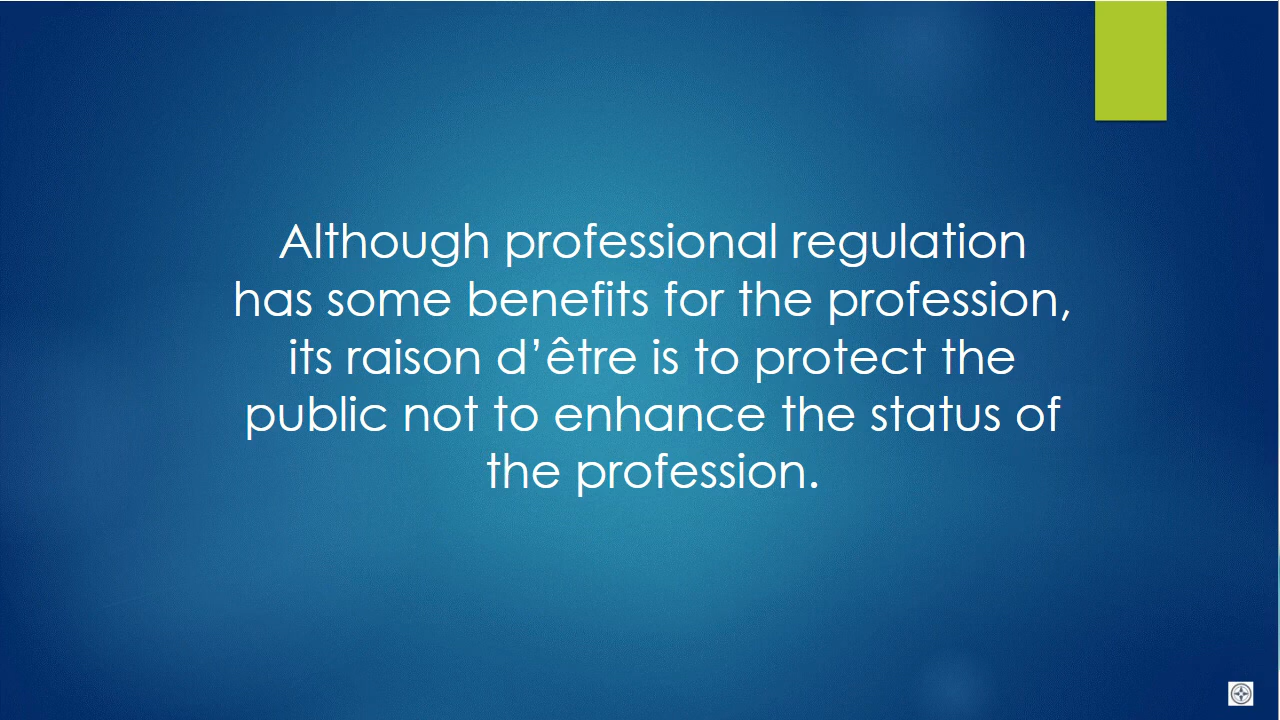 Although professional regulation
has some benefits for the profession,
its raison d’être is to protect the
public not to enhance the status of
the profession.